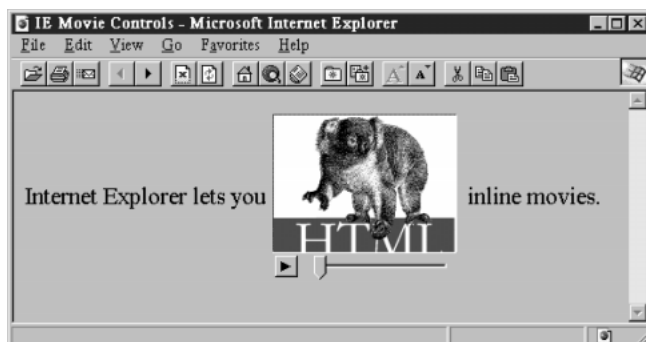 IE Movie Controls - Microsoft Internet Explorer
File Edit View Go Favorites Help
A A
Internet Explorer lets you inline movies.
HTML